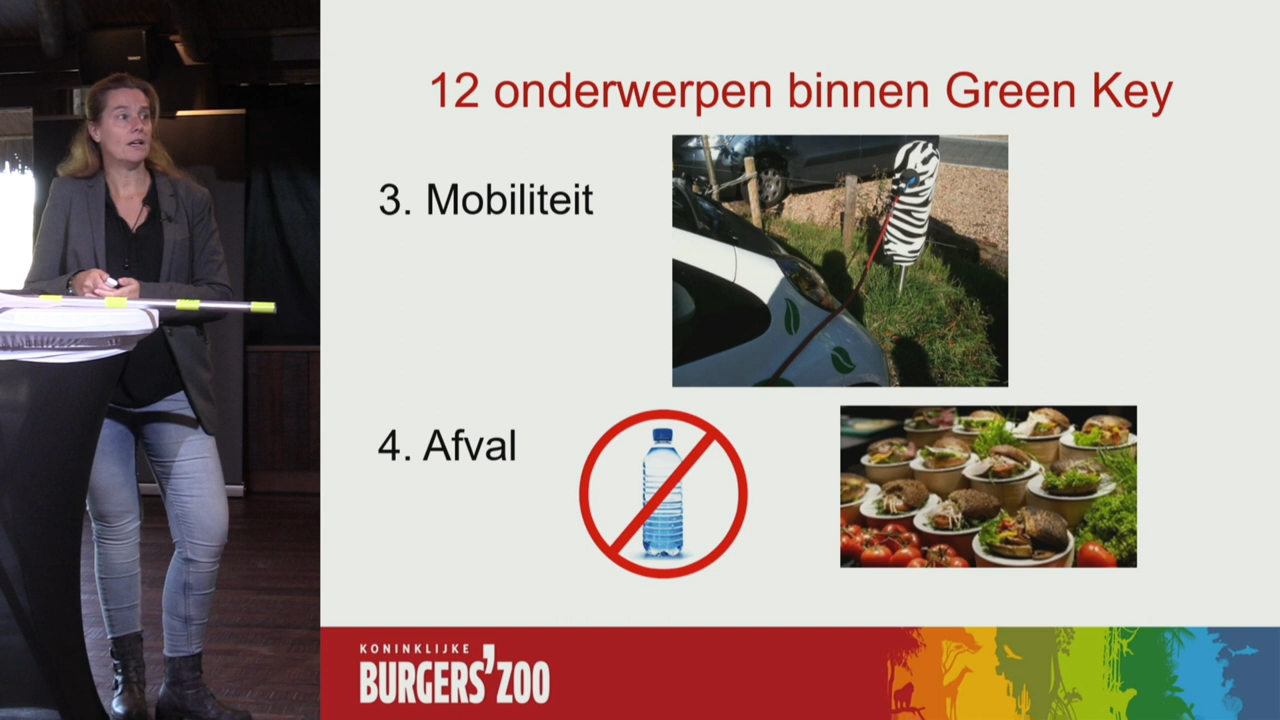 12 onderwerpen binnen Green Key
3. Mobiliteit
4. Afval
KONINKLIJKE
BURGERS'ZOO